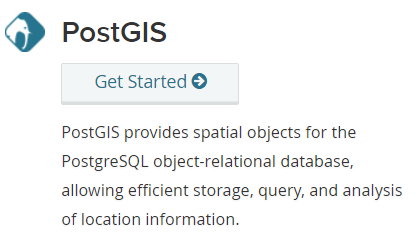 PostGIS
Get Started
PostGIS provides spatial objects for the
PostgreSQL object-relational database,
allowing efficient storage, query, and analysis
of location information.